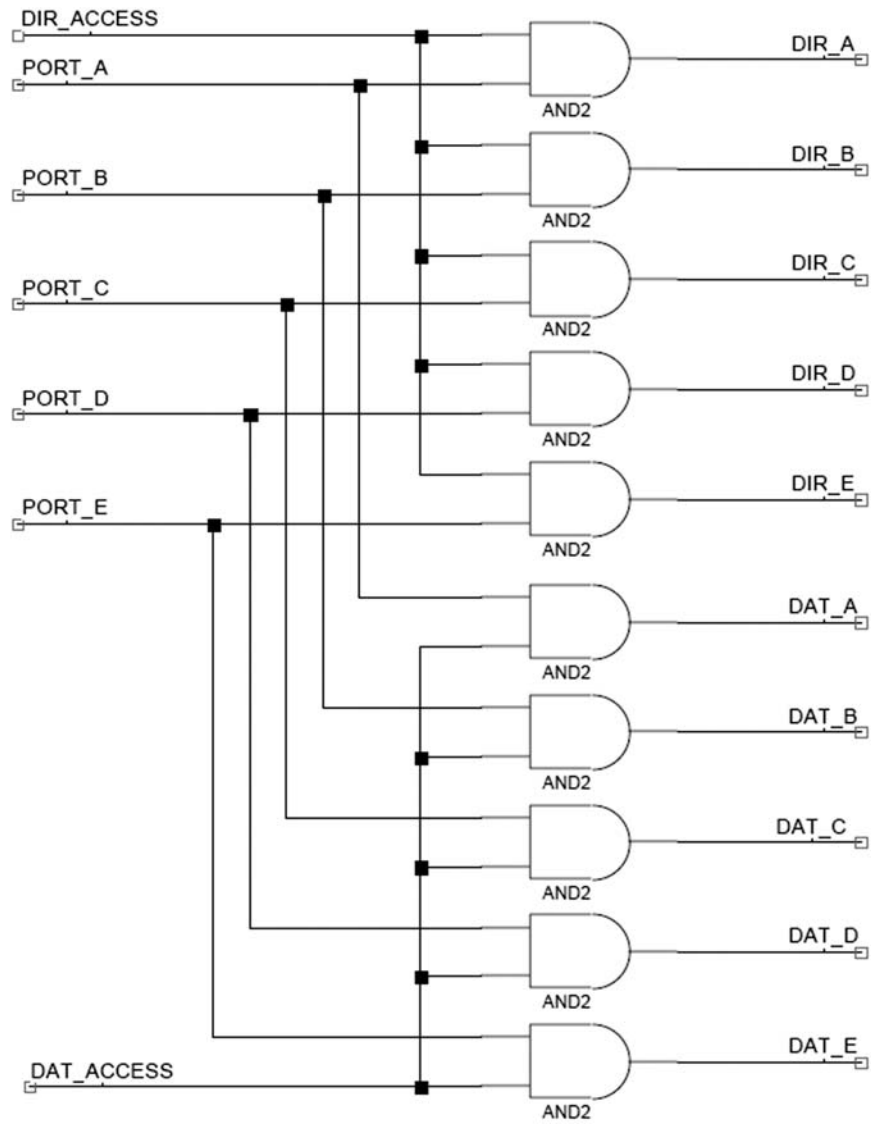 DIR_ACCESS
DIR_A
PORT_A
AND2
DIR_B
PORT_B
AND2
DIR_C
PORT_C
AND2
DIR_D
PORT_D
AND2
DIR_E
PORT_E
AND2
DAT_A
AND2
DAT_B
AND2
DAT_C
AND2
DAT_D
AND2
DAT_E
DAT_ACCESS
AND2